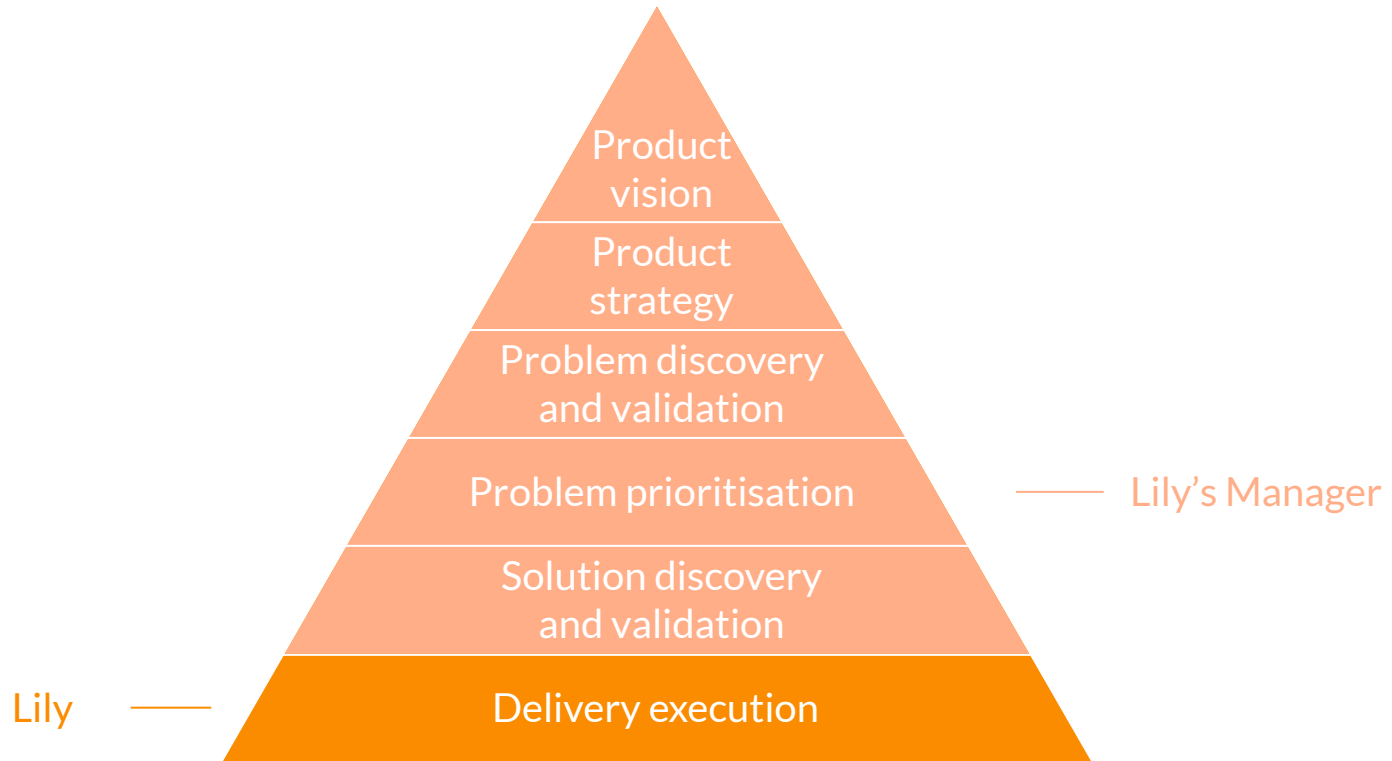 Product
vision
Product
strategy
Problem discovery
and validation
Problem prioritisation
Lily’s Manager
Solution discovery
and validation
Lily
Delivery execution